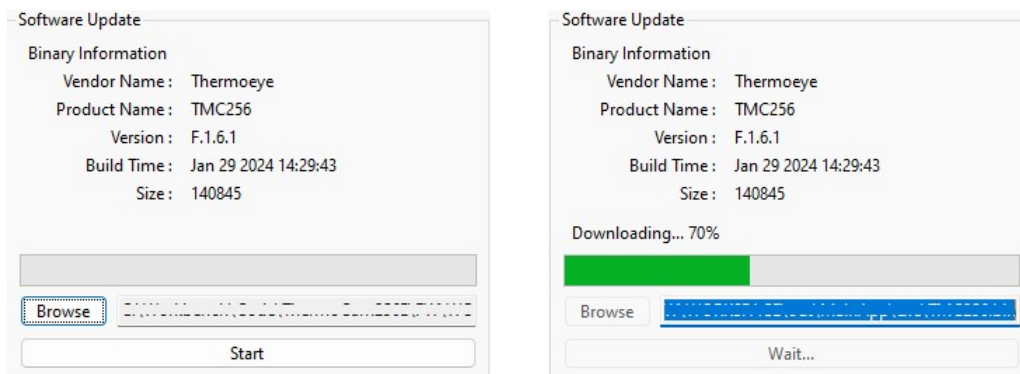 Software Update
Binary Information
Vendor Name : Thermoeye
Product Name : TMC256
Version : F.1.6.1
Build Time : Jan 29 2024 14:29:43
Size : 140845
Browse
Start
Software Update
Binary Information
Vendor Name : Thermoeye
Product Name : TMC256
Version : F.1.6.1
Build Time : Jan 29 2024 14:29:43
Size : 140845
Downloading... 70%
Browse
Wait...